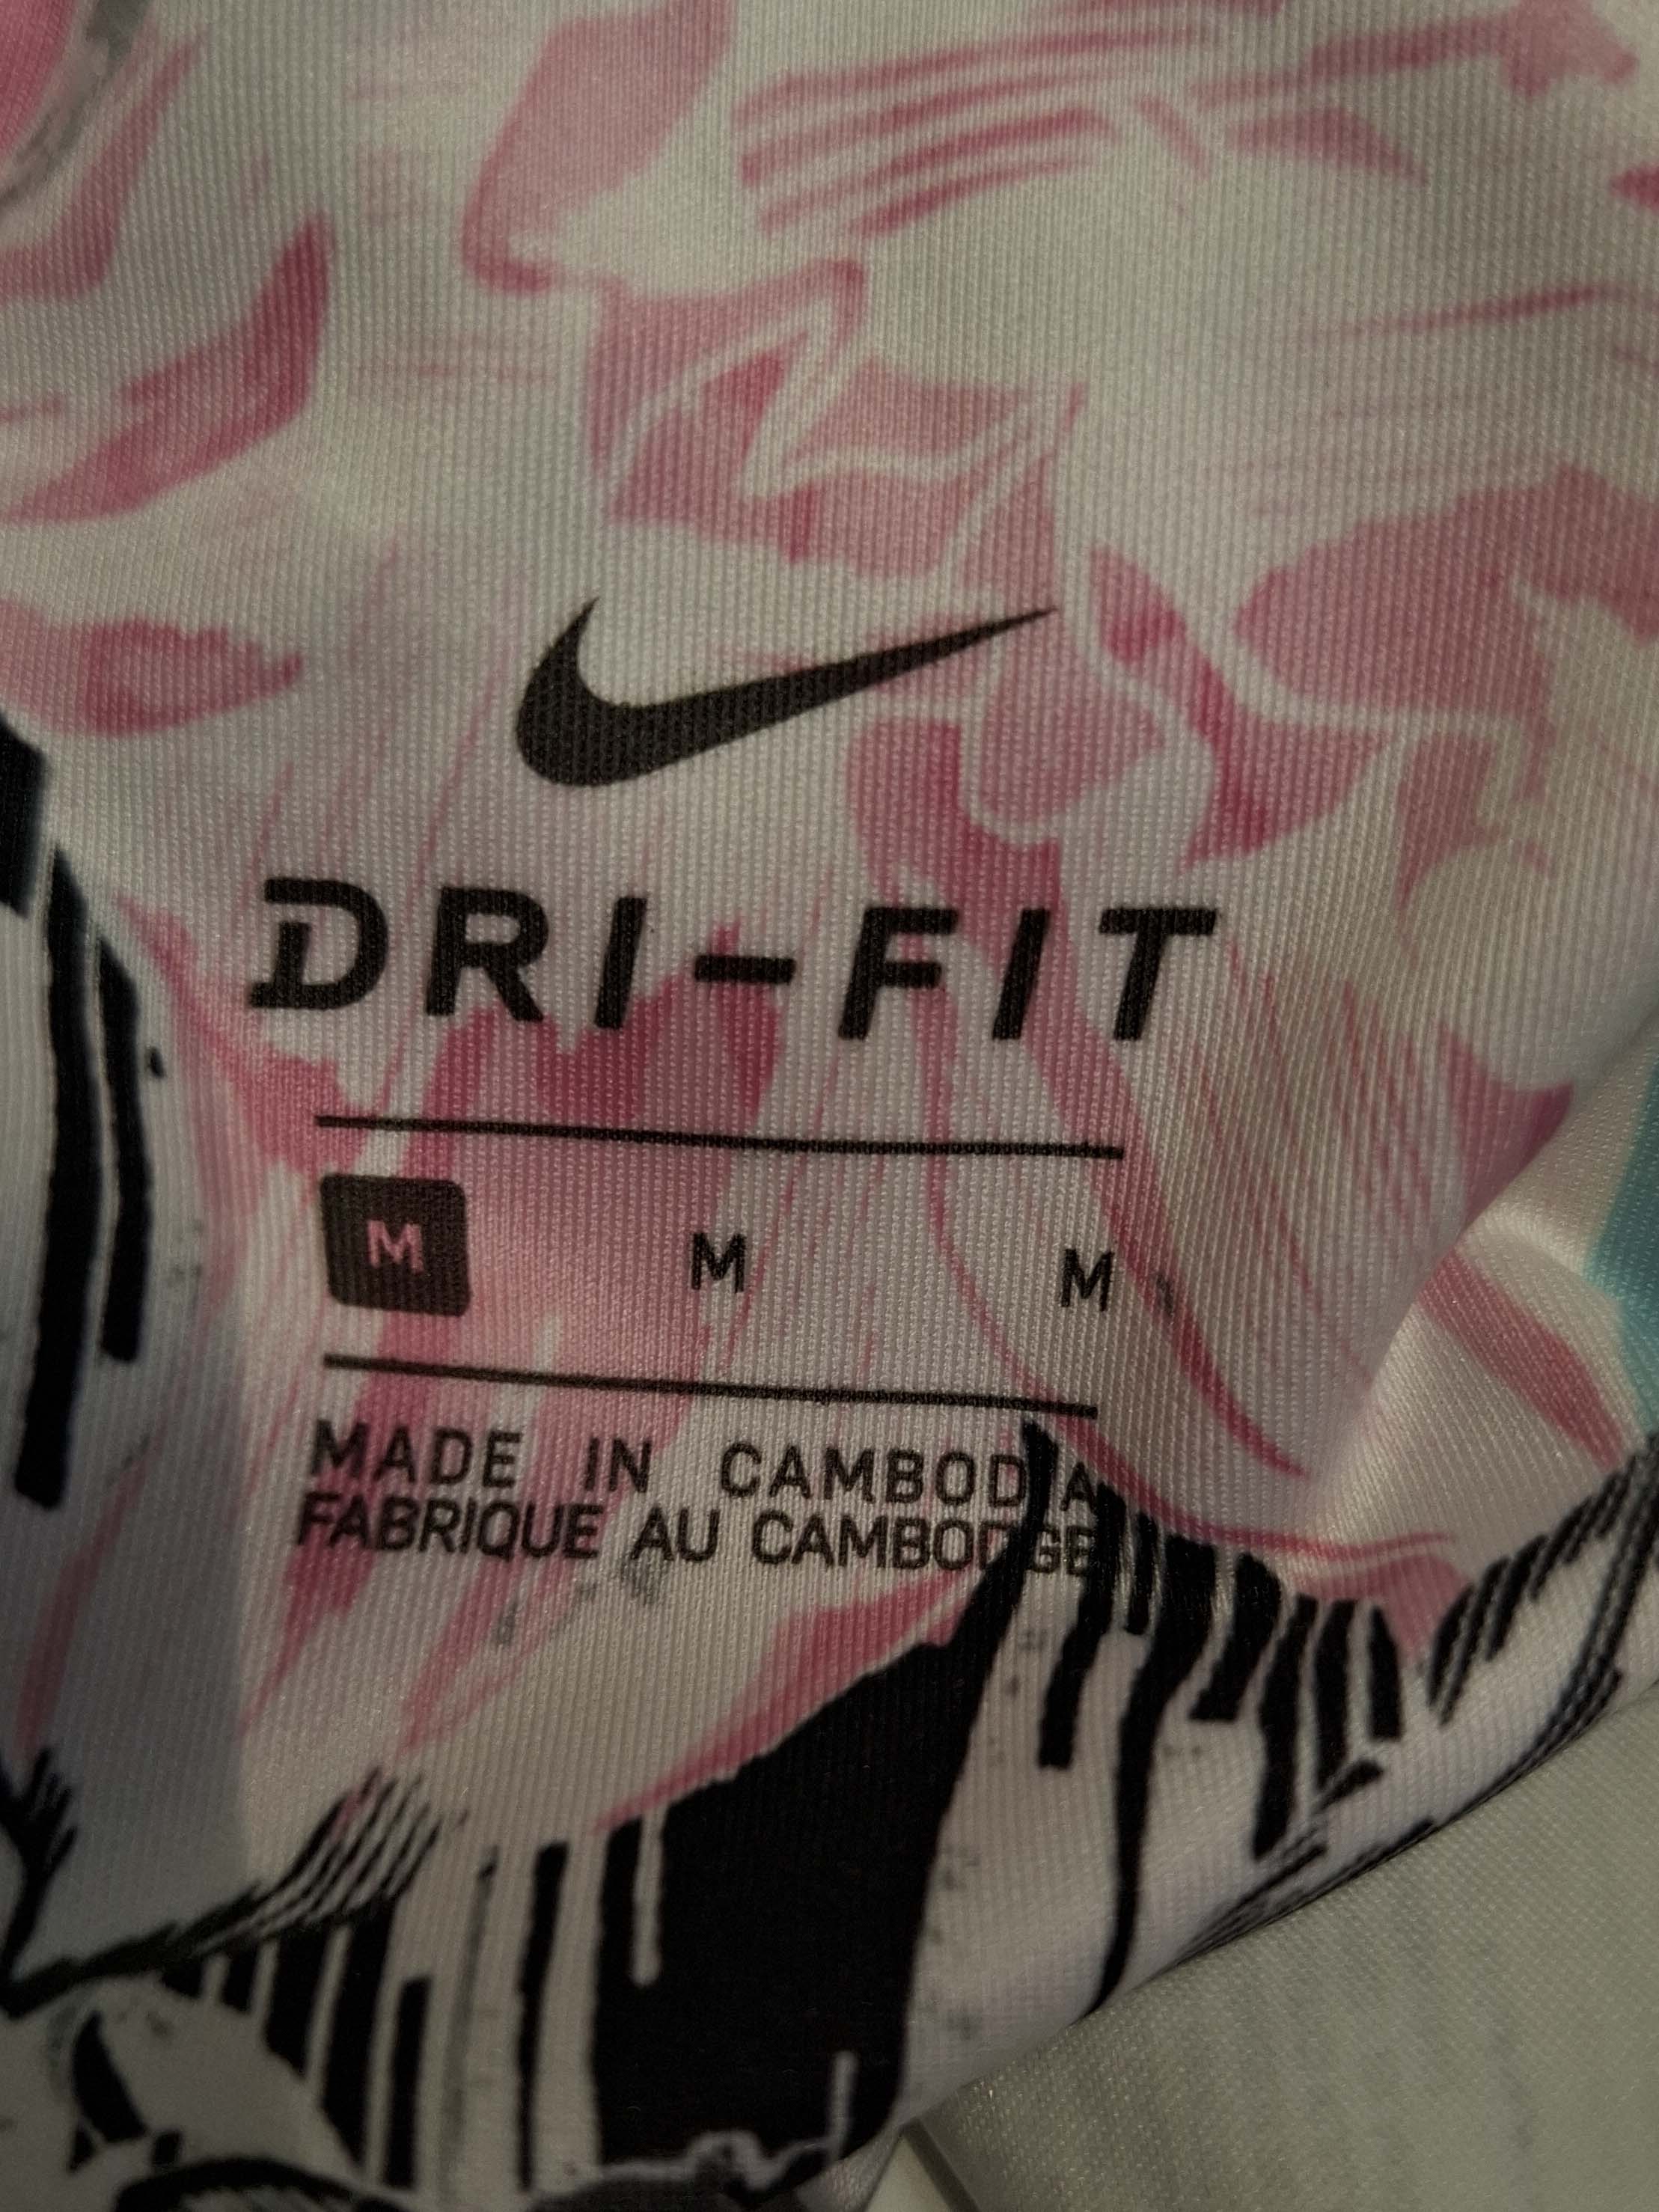 DRI-FIT
M M M
MADE IN CAMBODIA
FABRIQUE AU CAMBODGE